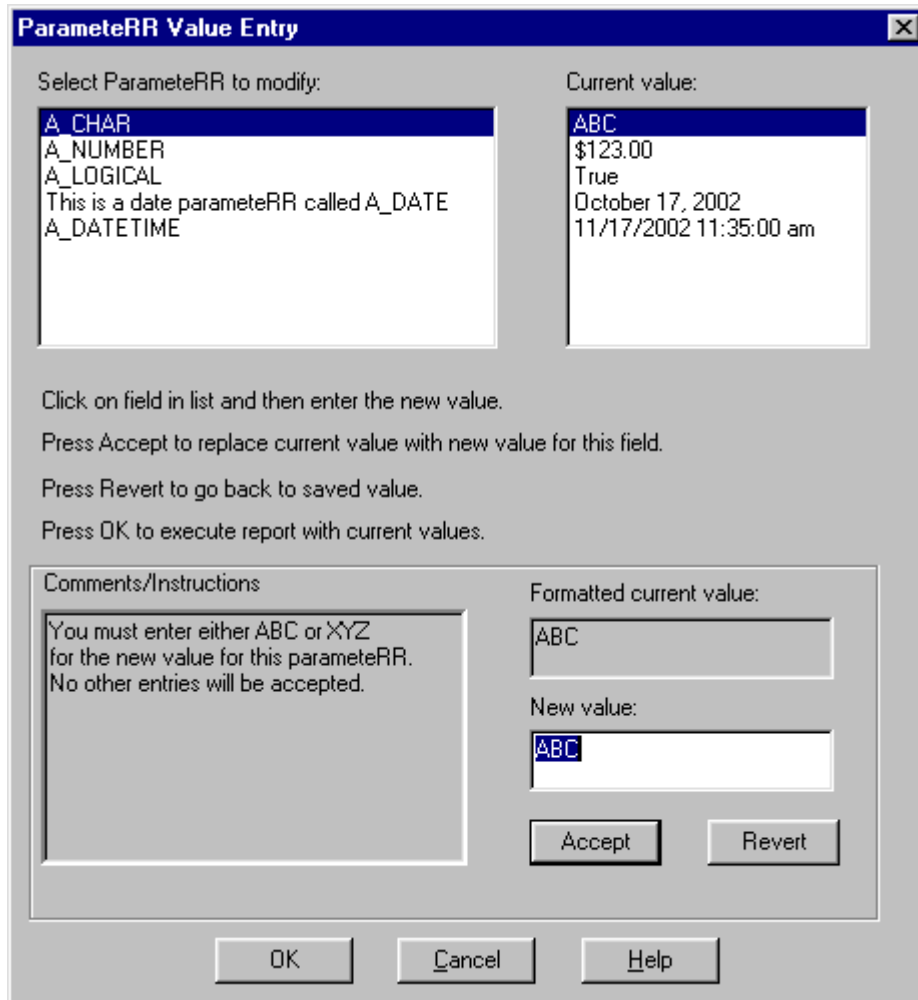 ParameteRR Value Entry
Select ParameteRR to modify:
Current value:
A_CHAR
ABC
A_NUMBER
$123.00
A_LOGICAL
True
This is a date parameteRR called A_DATE
October 17, 2002
A_DATETIME
11/17/2002 11:35:00 am
Click on field in list and then enter the new value.
Press Accept to replace current value with new value for this field.
Press Revert to go back to saved value.
Press OK to execute report with current values.
Comments/Instructions
You must enter either ABC or XYZ
for the new value for this parameteRR.
No other entries will be accepted.
Formatted current value:
ABC
New value:
ABC
Accept
Revert
OK
Cancel
Help